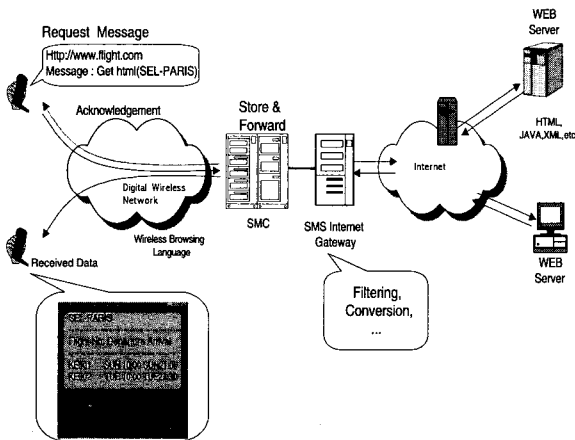 Request Message
Http://www.flight.com
Message : Get html(SEL-PARIS)
WEB
Server
Acknowledgement
Store &
Forward
HTML,
JAVA,XML,etc
Internet
Digital Wireless
Network
SMC
SMS Internet
Gateway
Wireless Browsing
Language
Received Data
WEB
Server
Filtering,
Conversion,
...
SEL-PARIS
Departure Arrival